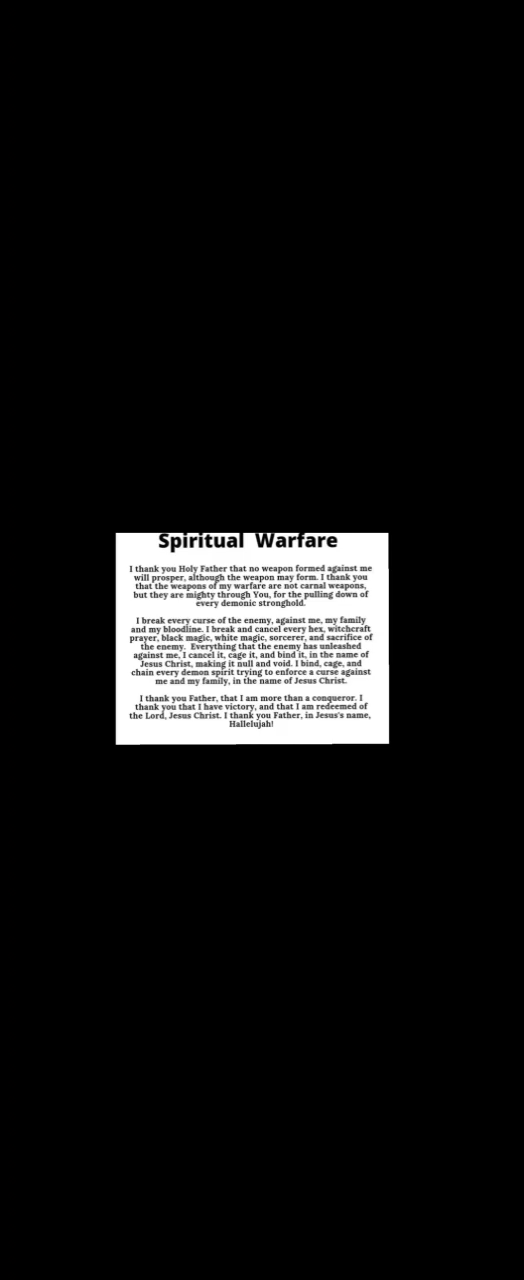 Spiritual Warfare
I thank you Holy Father that no weapon formed against me
will prosper, although the weapon may form. I thank you
that the weapons of my warfare are not carnal weapons,
but they are mighty through You, for the pulling down of
every demonic stronghold.
I break every curse of the enemy, against me, my family
and my bloodline. I break and cancel every hex, witchcraft
prayer, black magic, white magic, sorcerer, and sacrifice of
the enemy. Everything that the enemy has unleashed
against me, I cancel it, cage it, and bind it, in the name of
Jesus Christ, making it null and void. I bind, cage, and
chain every demon spirit trying to enforce a curse against
me and my family, in the name of Jesus Christ.
I thank you Father, that I am more than a conqueror. I
thank you that I have victory, and that I am redeemed of
the Lord, Jesus Christ. I thank you Father, in Jesus's name,
Hallelujah!